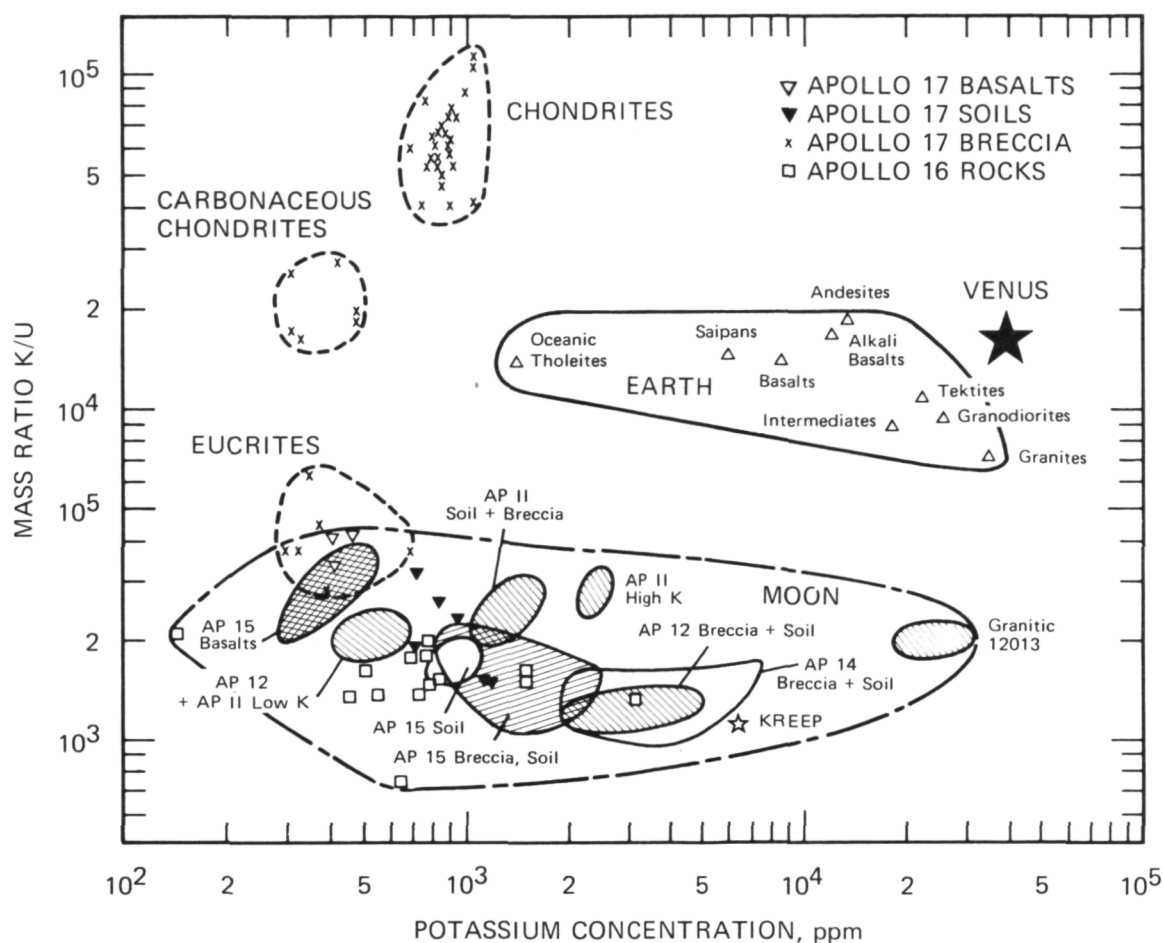 10⁵
5
2
10⁴
10⁵
2
10³
MASS RATIO K/U
▽ APOLLO 17 BASALTS
▼ APOLLO 17 SOILS
x APOLLO 17 BRECCIA
□ APOLLO 16 ROCKS
CHONDRITES
CARBONACEOUS
CHONDRITES
VENUS
Andesites
Saipans
Oceanic
Tholeites
Alkali
Basalts
Basalts
EARTH
Tektites
Intermediates
Granodiorites
Granites
EUCRITES
AP II
Soil + Breccia
AP II
High K
MOON
AP 15
Basalts
AP 12 Breccia + Soil
Granitic
12013
AP 12
+ AP II Low K
AP 14
Breccia + Soil
AP 15 Soil
KREEP
AP 15 Breccia, Soil
10² 2 5 10³ 2 5 10⁴ 2 5 10⁵
POTASSIUM CONCENTRATION, ppm